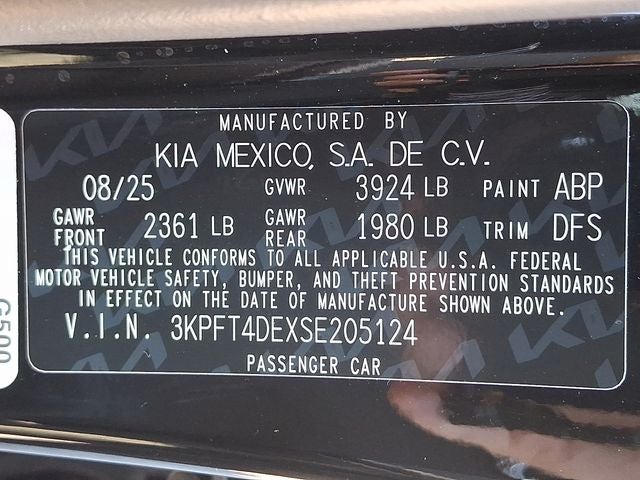 MANUFACTURED BY
KIA MEXICO, S.A. DE C.V.
08/25 GVWR 3924 LB PAINT ABP
GAWR FRONT 2361 LB GAWR REAR 1980 LB TRIM DFS
THIS VEHICLE CONFORMS TO ALL APPLICABLE U.S.A. FEDERAL
MOTOR VEHICLE SAFETY, BUMPER, AND THEFT PREVENTION STANDARDS
IN EFFECT ON THE DATE OF MANUFACTURE SHOWN ABOVE.
V.I.N. 3KPFT4DEXSE205124
PASSENGER CAR
G500